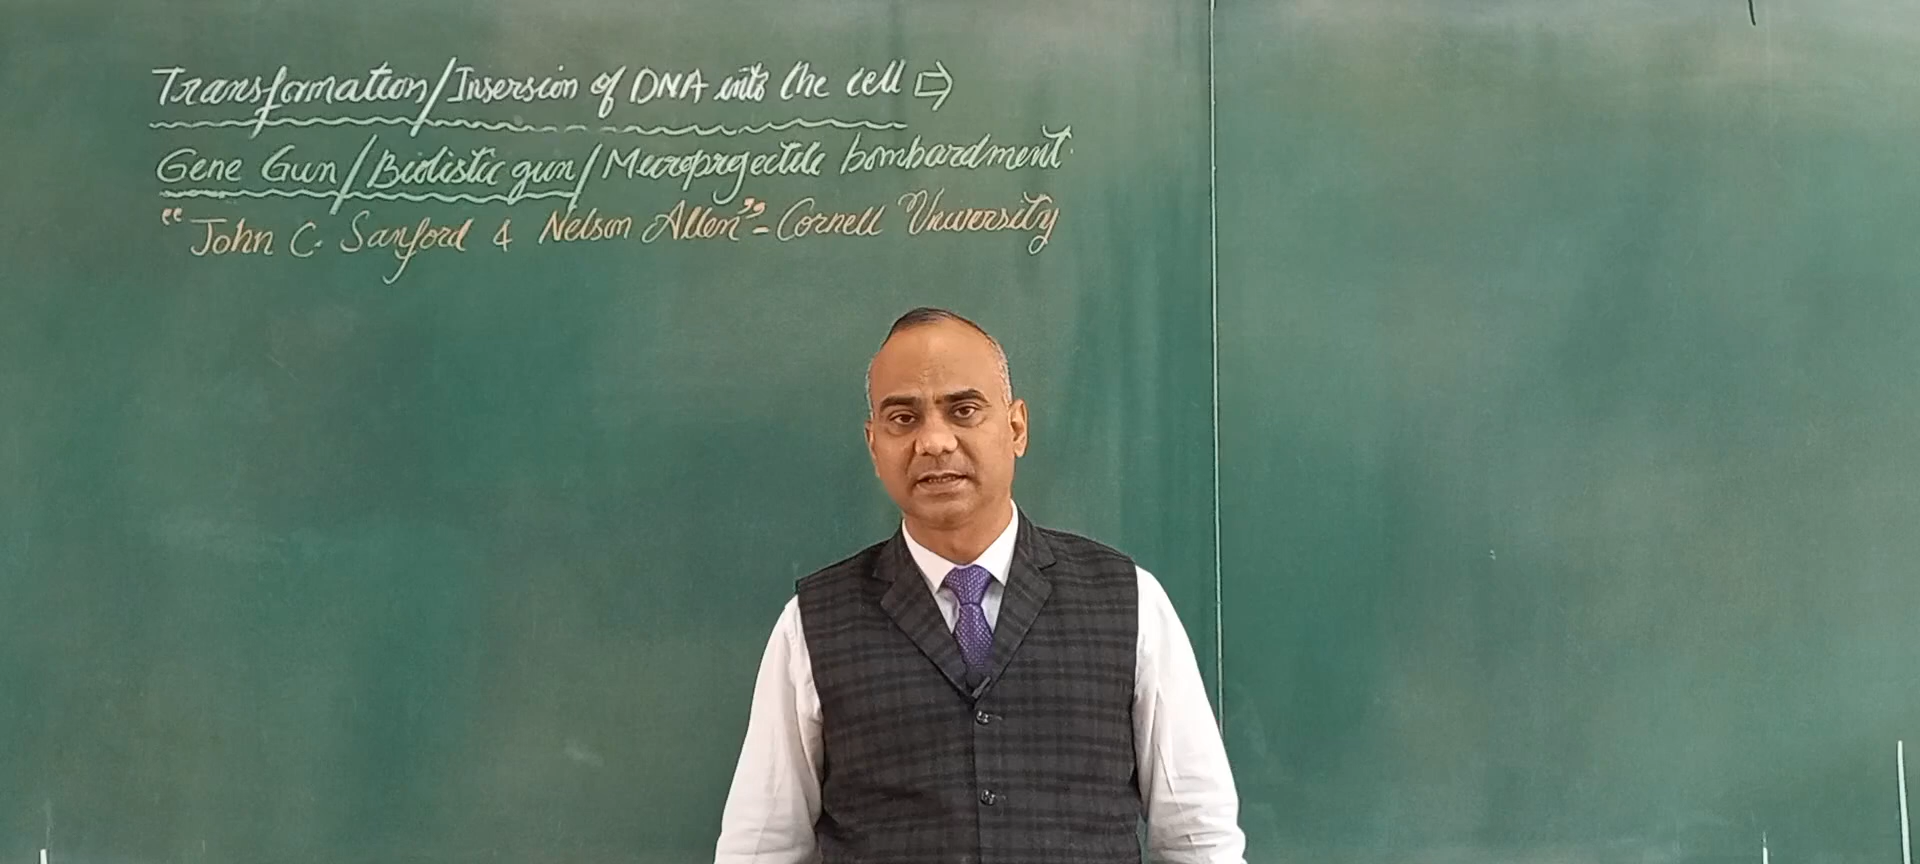 Transformation/Insersion of DNA into the cell ⇨
Gene Gun/Biolistic gun/Microprojectile bombardment.
"John C. Sanford & Nelson Allen" - Cornell University